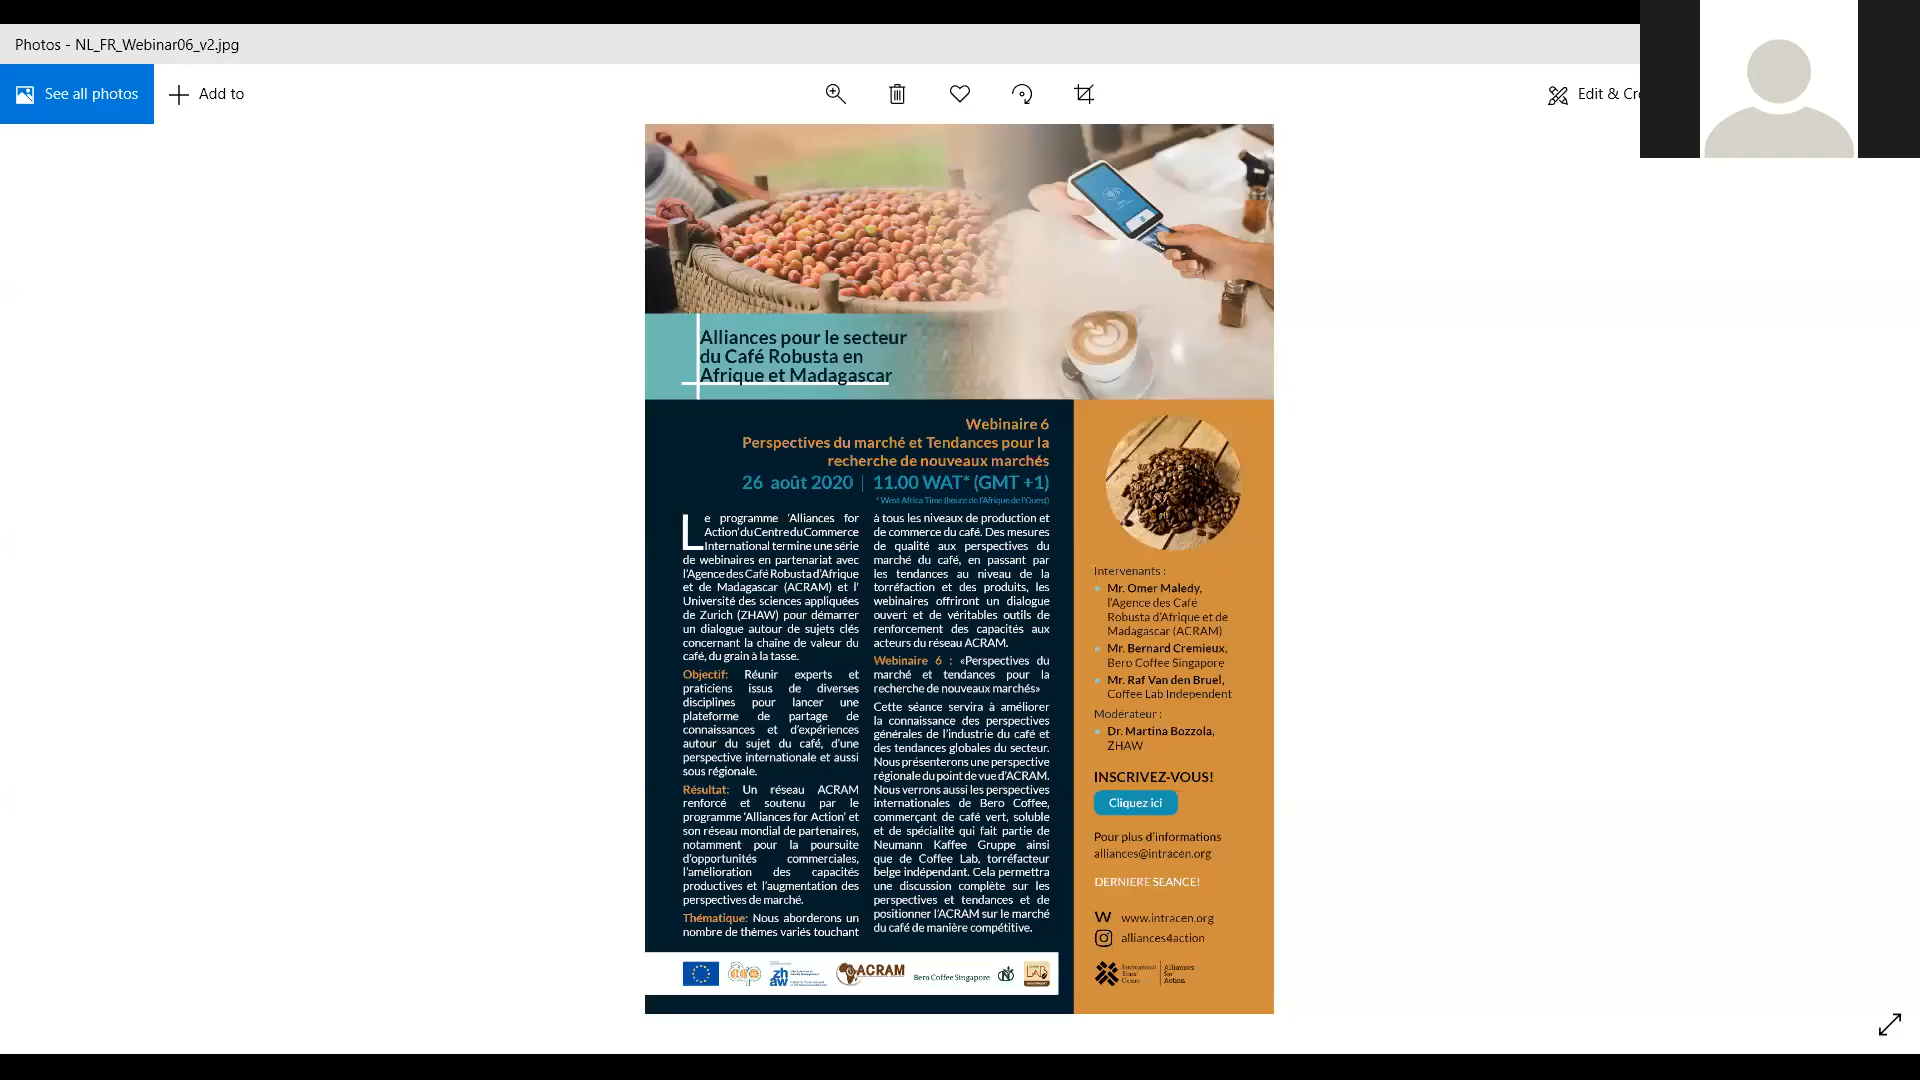 Photos - NL_FR_Webinar06_v2.jpg
See all photos
Add to
Edit & Cre
Alliances pour le secteur
du Café Robusta en
Afrique et Madagascar
Webinaire 6
Perspectives du marché et Tendances pour la
recherche de nouveaux marchés
26 août 2020 | 11.00 WAT* (GMT +1)
* West Africa Time (heure de l'Afrique de l'Ouest)
Le programme ‘Alliances for
Action’ du Centre du Commerce
International termine une série
de webinaires en partenariat avec
l’Agence des Café Robusta d’Afrique
et de Madagascar (ACRAM) et l’
Université des sciences appliquées
de Zurich (ZHAW) pour démarrer
un dialogue autour de sujets clés
concernant la chaîne de valeur du
café, du grain à la tasse.
Objectif: Réunir experts et
praticiens issus de diverses
disciplines pour lancer une
plateforme de partage de
connaissances et d’expériences
autour du sujet du café, d’une
perspective internationale et aussi
sous régionale.
Résultat: Un réseau ACRAM
renforcé et soutenu par le
programme ‘Alliances for Action’ et
son réseau mondial de partenaires,
notamment pour la poursuite
d’opportunités commerciales,
l’amélioration des capacités
productives et l’augmentation des
perspectives de marché.
Thématique: Nous aborderons un
nombre de thèmes variés touchant
à tous les niveaux de production et
de commerce du café. Des mesures
de qualité aux perspectives du
marché du café, en passant par
les tendances au niveau de la
torréfaction et des produits, les
webinaires offriront un dialogue
ouvert et de véritables outils de
renforcement des capacités aux
acteurs du réseau ACRAM.
Webinaire 6 : «Perspectives du
marché et tendances pour la
recherche de nouveaux marchés»
Cette séance servira à améliorer
la connaissance des perspectives
générales de l’industrie du café et
des tendances globales du secteur.
Nous présenterons une perspective
régionale du point de vue d’ACRAM.
Nous verrons aussi les perspectives
internationales de Bero Coffee,
commerçant de café vert, soluble
et de spécialité qui fait partie de
Neumann Kaffee Gruppe ainsi
que de Coffee Lab, torréfacteur
belge indépendant. Cela permettra
une discussion complète sur les
perspectives et tendances et de
positionner l’ACRAM sur le marché
du café de manière compétitive.
Intervenants :
Mr. Omer Maledy,
l’Agence des Café
Robusta d’Afrique et de
Madagascar (ACRAM)
Mr. Bernard Cremieux,
Bero Coffee Singapore
Mr. Raf Van den Bruel,
Coffee Lab Independent
Modérateur :
Dr. Martina Bozzola,
ZHAW
INSCRIVEZ-VOUS!
Cliquez ici
Pour plus d’informations
alliances@intracen.org
DERNIERE SEANCE!
W www.intracen.org
alliances4action
International
Trade
Centre
Alliances
for
Action
acp
zhaw
ACRAM
Bero Coffee Singapore